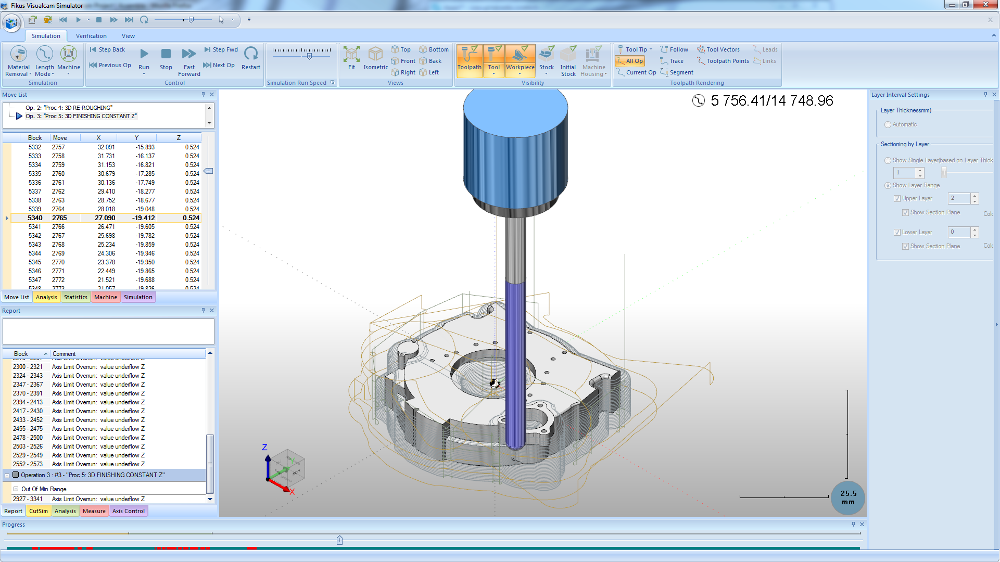 Fikus Visualcam Simulator
Simulation
Verification
View
Material Removal
Length Mode
Machine
Simulation
Step Back
Previous Op
Run
Stop
Fast Forward
Step Fwd
Next Op
Restart
Control
Simulation Run Speed
Fit
Isometric
Top
Front
Right
Bottom
Back
Left
Views
Toolpath
Tool
Workpiece
Stock
Initial Stock
Machine Housing
Visibility
Tool Tip
All Op
Current Op
Follow
Trace
Segment
Tool Vectors
Toolpath Points
Leads
Links
Toolpath Rendering
Move List
Op. 2: "Proc 4: 3D RE-ROUGHING"
Op. 3: "Proc 5: 3D FINISHING CONSTANT Z"
Block Move X Y Z
5332 2757 32.091 -15.893 0.524
5333 2758 31.731 -16.137 0.524
5334 2759 31.153 -16.821 0.524
5335 2760 30.679 -17.285 0.524
5336 2761 30.136 -17.749 0.524
5337 2762 29.410 -18.277 0.524
5338 2763 28.752 -18.677 0.524
5339 2764 28.018 -19.048 0.524
5340 2765 27.090 -19.412 0.524
5341 2766 26.471 -19.605 0.524
5342 2767 25.698 -19.782 0.524
5343 2768 25.234 -19.859 0.524
5344 2769 24.306 -19.946 0.524
5345 2770 23.378 -19.950 0.524
5346 2771 22.449 -19.865 0.524
5347 2772 21.521 -19.688 0.524
5348 2773 21.057 -19.826 0.524
Move List Analysis Statistics Machine Simulation
Report
Block Comment
2300 - 2321 Axis Limit Overrun: value underflow Z
2324 - 2343 Axis Limit Overrun: value underflow Z
2347 - 2367 Axis Limit Overrun: value underflow Z
2370 - 2391 Axis Limit Overrun: value underflow Z
2394 - 2413 Axis Limit Overrun: value underflow Z
2417 - 2430 Axis Limit Overrun: value underflow Z
2433 - 2452 Axis Limit Overrun: value underflow Z
2455 - 2475 Axis Limit Overrun: value underflow Z
2478 - 2500 Axis Limit Overrun: value underflow Z
2503 - 2526 Axis Limit Overrun: value underflow Z
2529 - 2549 Axis Limit Overrun: value underflow Z
2552 - 2573 Axis Limit Overrun: value underflow Z
Operation 3 : #3 - "Proc 5: 3D FINISHING CONSTANT Z"
Out Of Min Range
2927 - 3341 Axis Limit Overrun: value underflow Z
Report CutSim Analysis Measure Axis Control
Progress
5 756.41/14 748.96
Z
X
25.5
mm
Layer Interval Settings
Layer Thicknessmm)
Automatic
Sectioning by Layer
Show Single Layer(based on Layer Thick
1
Show Layer Range
Upper Layer 2
Show Section Plane Colo
Lower Layer 0
Show Section Plane Colo